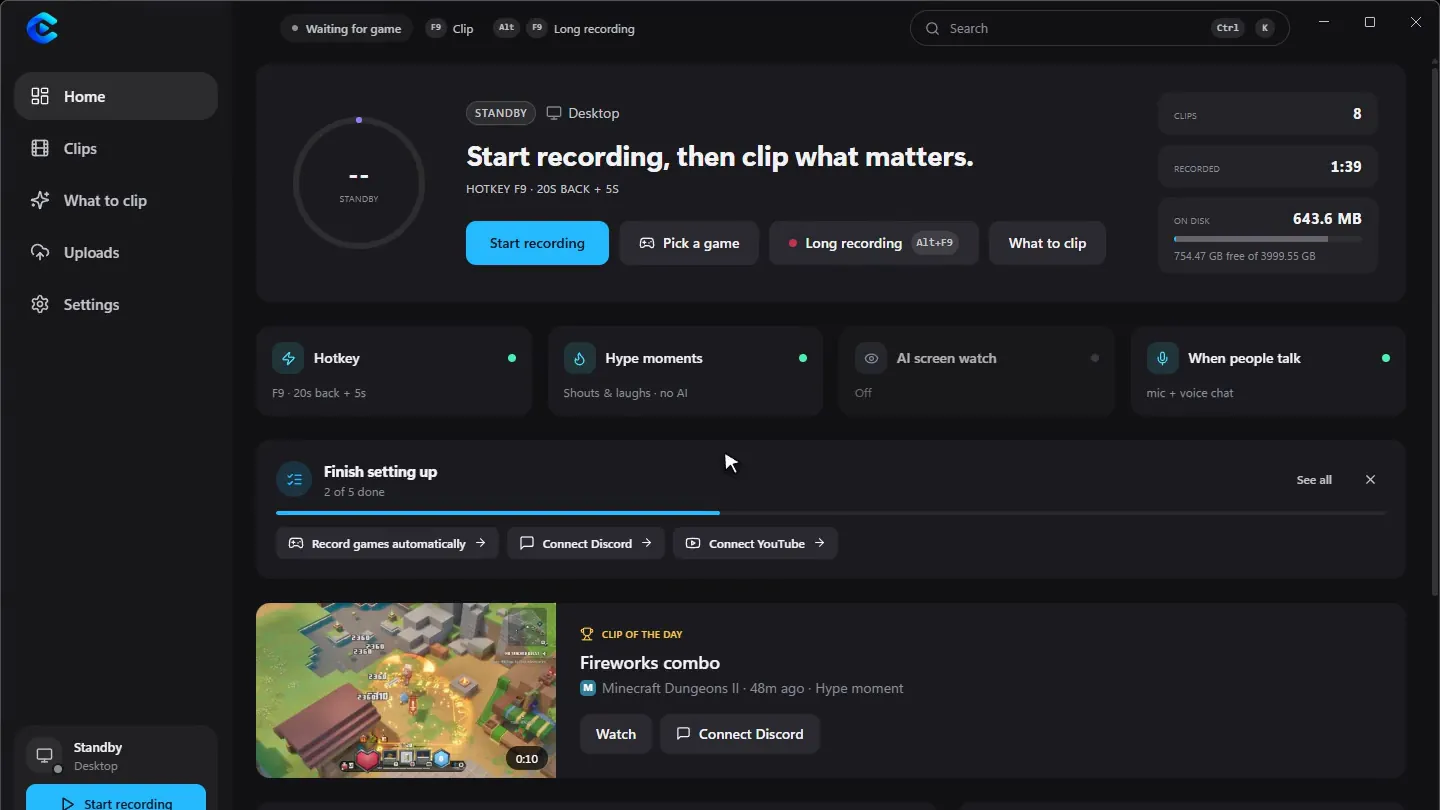 Waiting for game F9 Clip Alt F9 Long recording Search Ctrl K
Home
Clips
What to clip
Uploads
Settings
-- STANDBY
STANDBY Desktop
Start recording, then clip what matters.
HOTKEY F9 · 20S BACK + 5S
Start recording Pick a game Long recording Alt+F9 What to clip
CLIPS 8
RECORDED 1:39
ON DISK 643.6 MB
754.47 GB free of 3999.55 GB
Hotkey
F9 · 20s back + 5s
Hype moments
Shouts & laughs · no AI
AI screen watch
Off
When people talk
mic + voice chat
Finish setting up
2 of 5 done
See all
Record games automatically Connect Discord Connect YouTube
2360
2360
2360
2360
0:10
CLIP OF THE DAY
Fireworks combo
M Minecraft Dungeons II · 48m ago · Hype moment
Watch Connect Discord
Standby
Desktop
Start recording